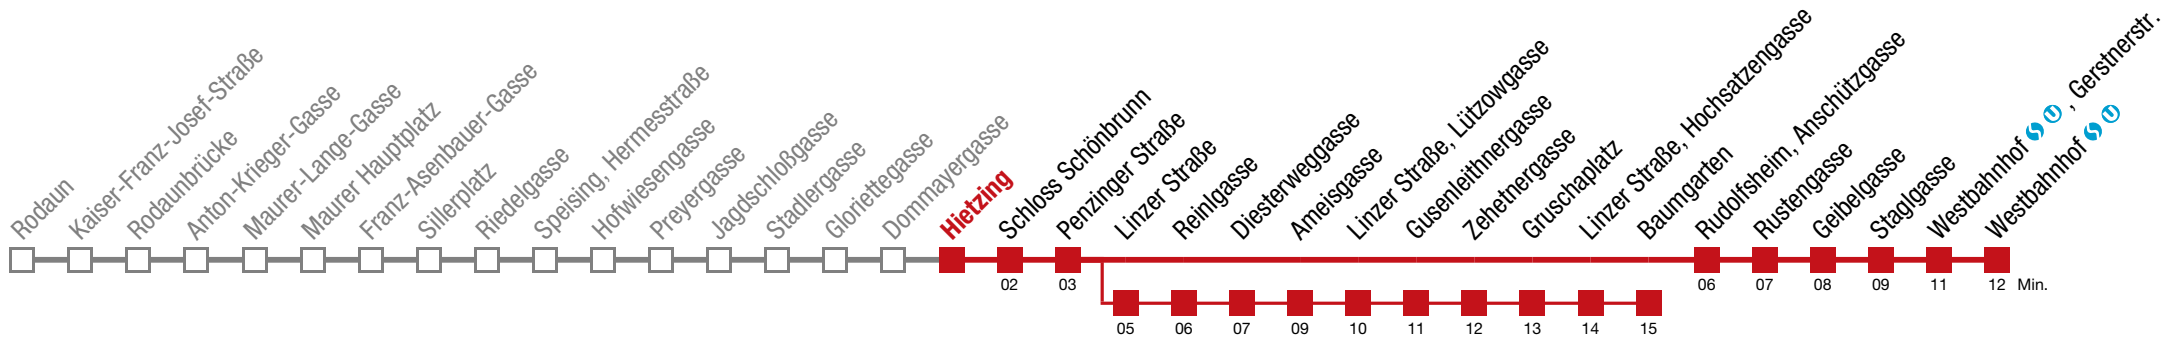 Rodaun
Kaiser-Franz-Josef-Straße
Rodaunbrücke
Anton-Krieger-Gasse
Maurer-Lange-Gasse
Maurer Hauptplatz
Franz-Asenbauer-Gasse
Sillerplatz
Riedelgasse
Speising, Hermesstraße
Hofwiesengasse
Preyergasse
Jagdschloßgasse
Stadlergasse
Gloriettegasse
Dommayergasse
Hietzing
Schloss Schönbrunn
Penzinger Straße
Linzer Straße
Reinlgasse
Diesterweggasse
Ameisgasse
Linzer Straße, Lützowgasse
Gusenleithnergasse
Zehetnergasse
Gruschaplatz
Linzer Straße, Hochsatzengasse
Baumgarten
Rudolfsheim, Anschützgasse
Rustengasse
Geibelgasse
Staglgasse
Westbahnhof S U, Gerstnerstr.
Westbahnhof S U
02 03 06 07 08 09 11 12 Min.
05 06 07 09 10 11 12 13 14 15